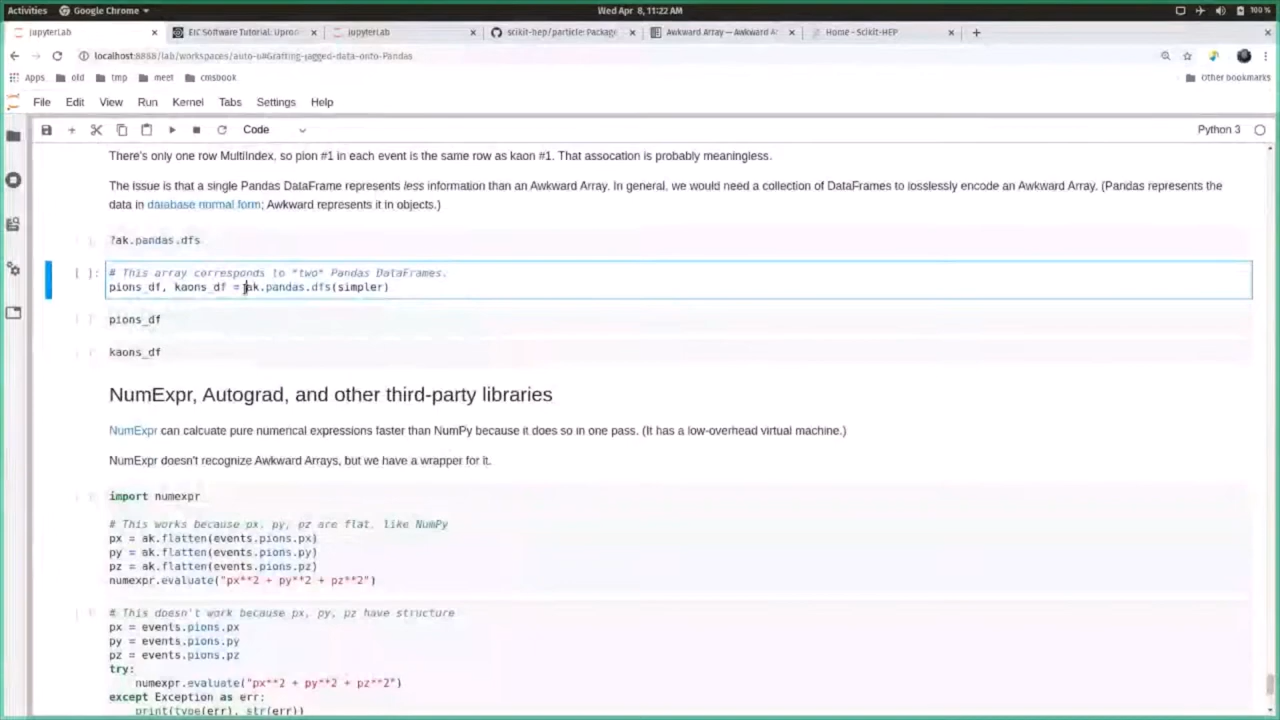 Activities
Google Chrome
Wed Apr 8, 11:22 AM
100 %
JupyterLab
EIC Software Tutorial: Uproo
JupyterLab
scikit-hep/particle: Package
Awkward Array — Awkward Ar
Home - Scikit-HEP
localhost:8888/lab/workspaces/auto-u#Grafting-jagged-data-onto-Pandas
Apps
old
tmp
meet
cmsbook
Other bookmarks
File Edit View Run Kernel Tabs Settings Help
Code
Python 3
There's only one row MultiIndex, so pion #1 in each event is the same row as kaon #1. That assocation is probably meaningless.
The issue is that a single Pandas DataFrame represents less information than an Awkward Array. In general, we would need a collection of DataFrames to losslessly encode an Awkward Array. (Pandas represents the
data in database normal form; Awkward represents it in objects.)
[ ]: ?ak.pandas.dfs
[ ]: # This array corresponds to *two* Pandas DataFrames.
pions_df, kaons_df = ak.pandas.dfs(simpler)
[ ]: pions_df
[ ]: kaons_df
NumExpr, Autograd, and other third-party libraries
NumExpr can calcuate pure numerical expressions faster than NumPy because it does so in one pass. (It has a low-overhead virtual machine.)
NumExpr doesn't recognize Awkward Arrays, but we have a wrapper for it.
[ ]: import numexpr
# This works because px, py, pz are flat, like NumPy
px = ak.flatten(events.pions.px)
py = ak.flatten(events.pions.py)
pz = ak.flatten(events.pions.pz)
numexpr.evaluate("px**2 + py**2 + pz**2")
[ ]: # This doesn't work because px, py, pz have structure
px = events.pions.px
py = events.pions.py
pz = events.pions.pz
try:
numexpr.evaluate("px**2 + py**2 + pz**2")
except Exception as err:
print(type(err), str(err))